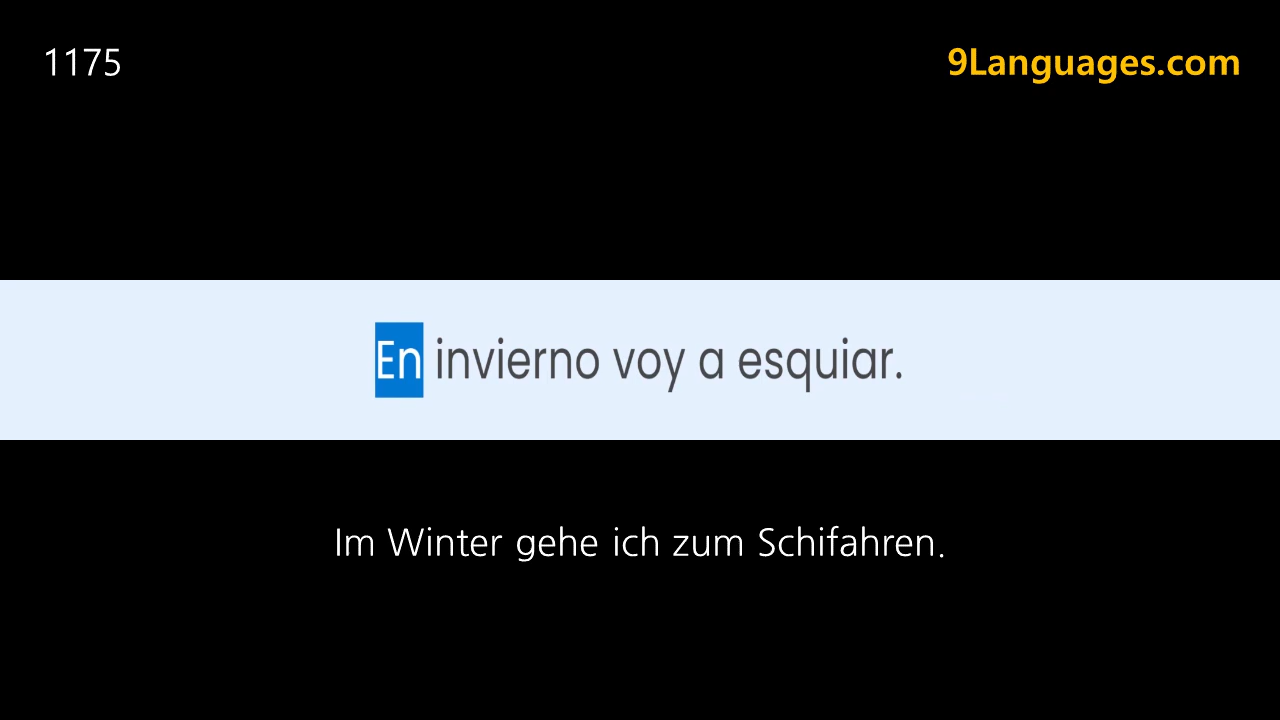 1175
9Languages.com
En invierno voy a esquiar.
Im Winter gehe ich zum Schifahren.